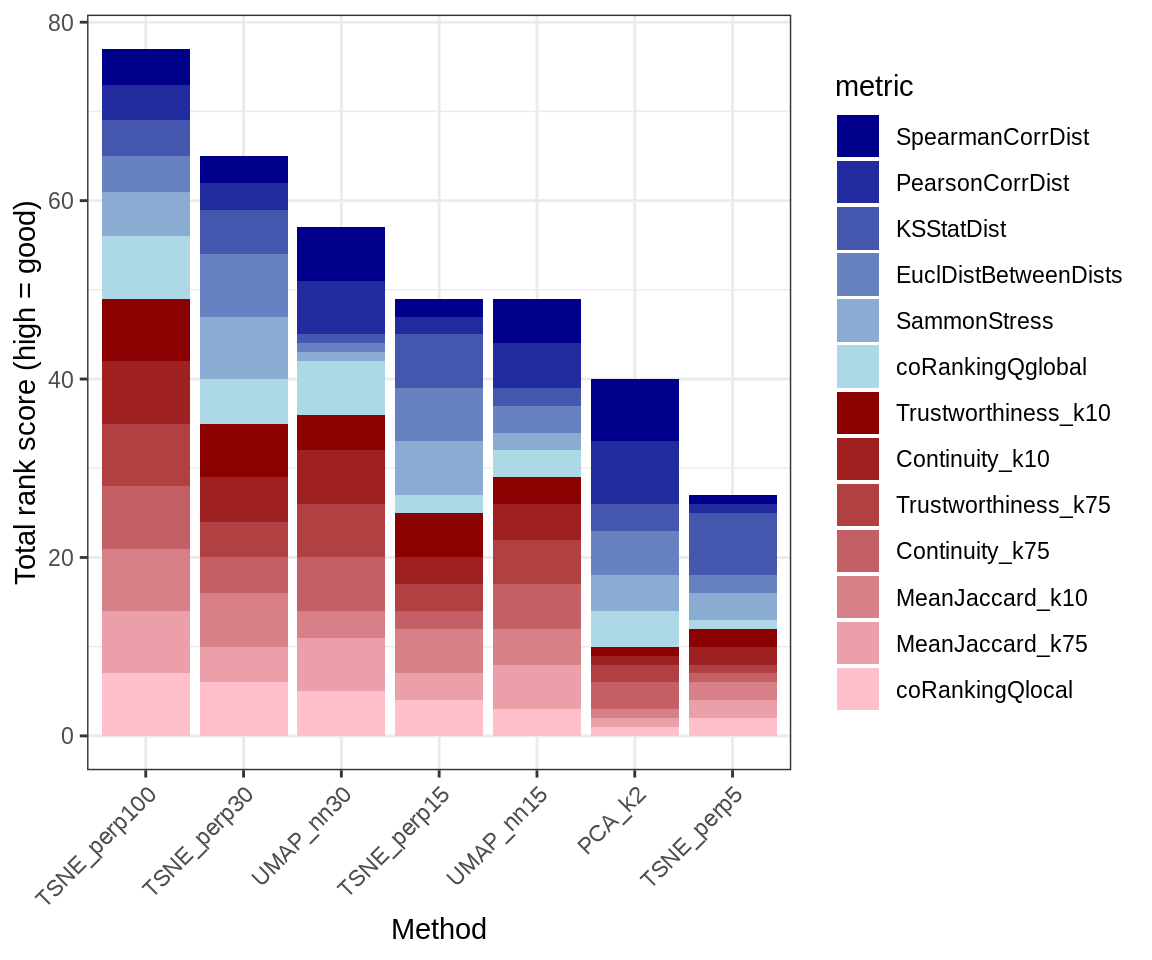 80
60
40
20
0
Total rank score (high = good)
TSNE_perp100
TSNE_perp30
UMAP_nn30
TSNE_perp15
UMAP_nn15
PCA_k2
TSNE_perp5
Method
metric
SpearmanCorrDist
PearsonCorrDist
KSStatDist
EuclDistBetweenDists
SammonStress
coRankingQglobal
Trustworthiness_k10
Continuity_k10
Trustworthiness_k75
Continuity_k75
MeanJaccard_k10
MeanJaccard_k75
coRankingQlocal